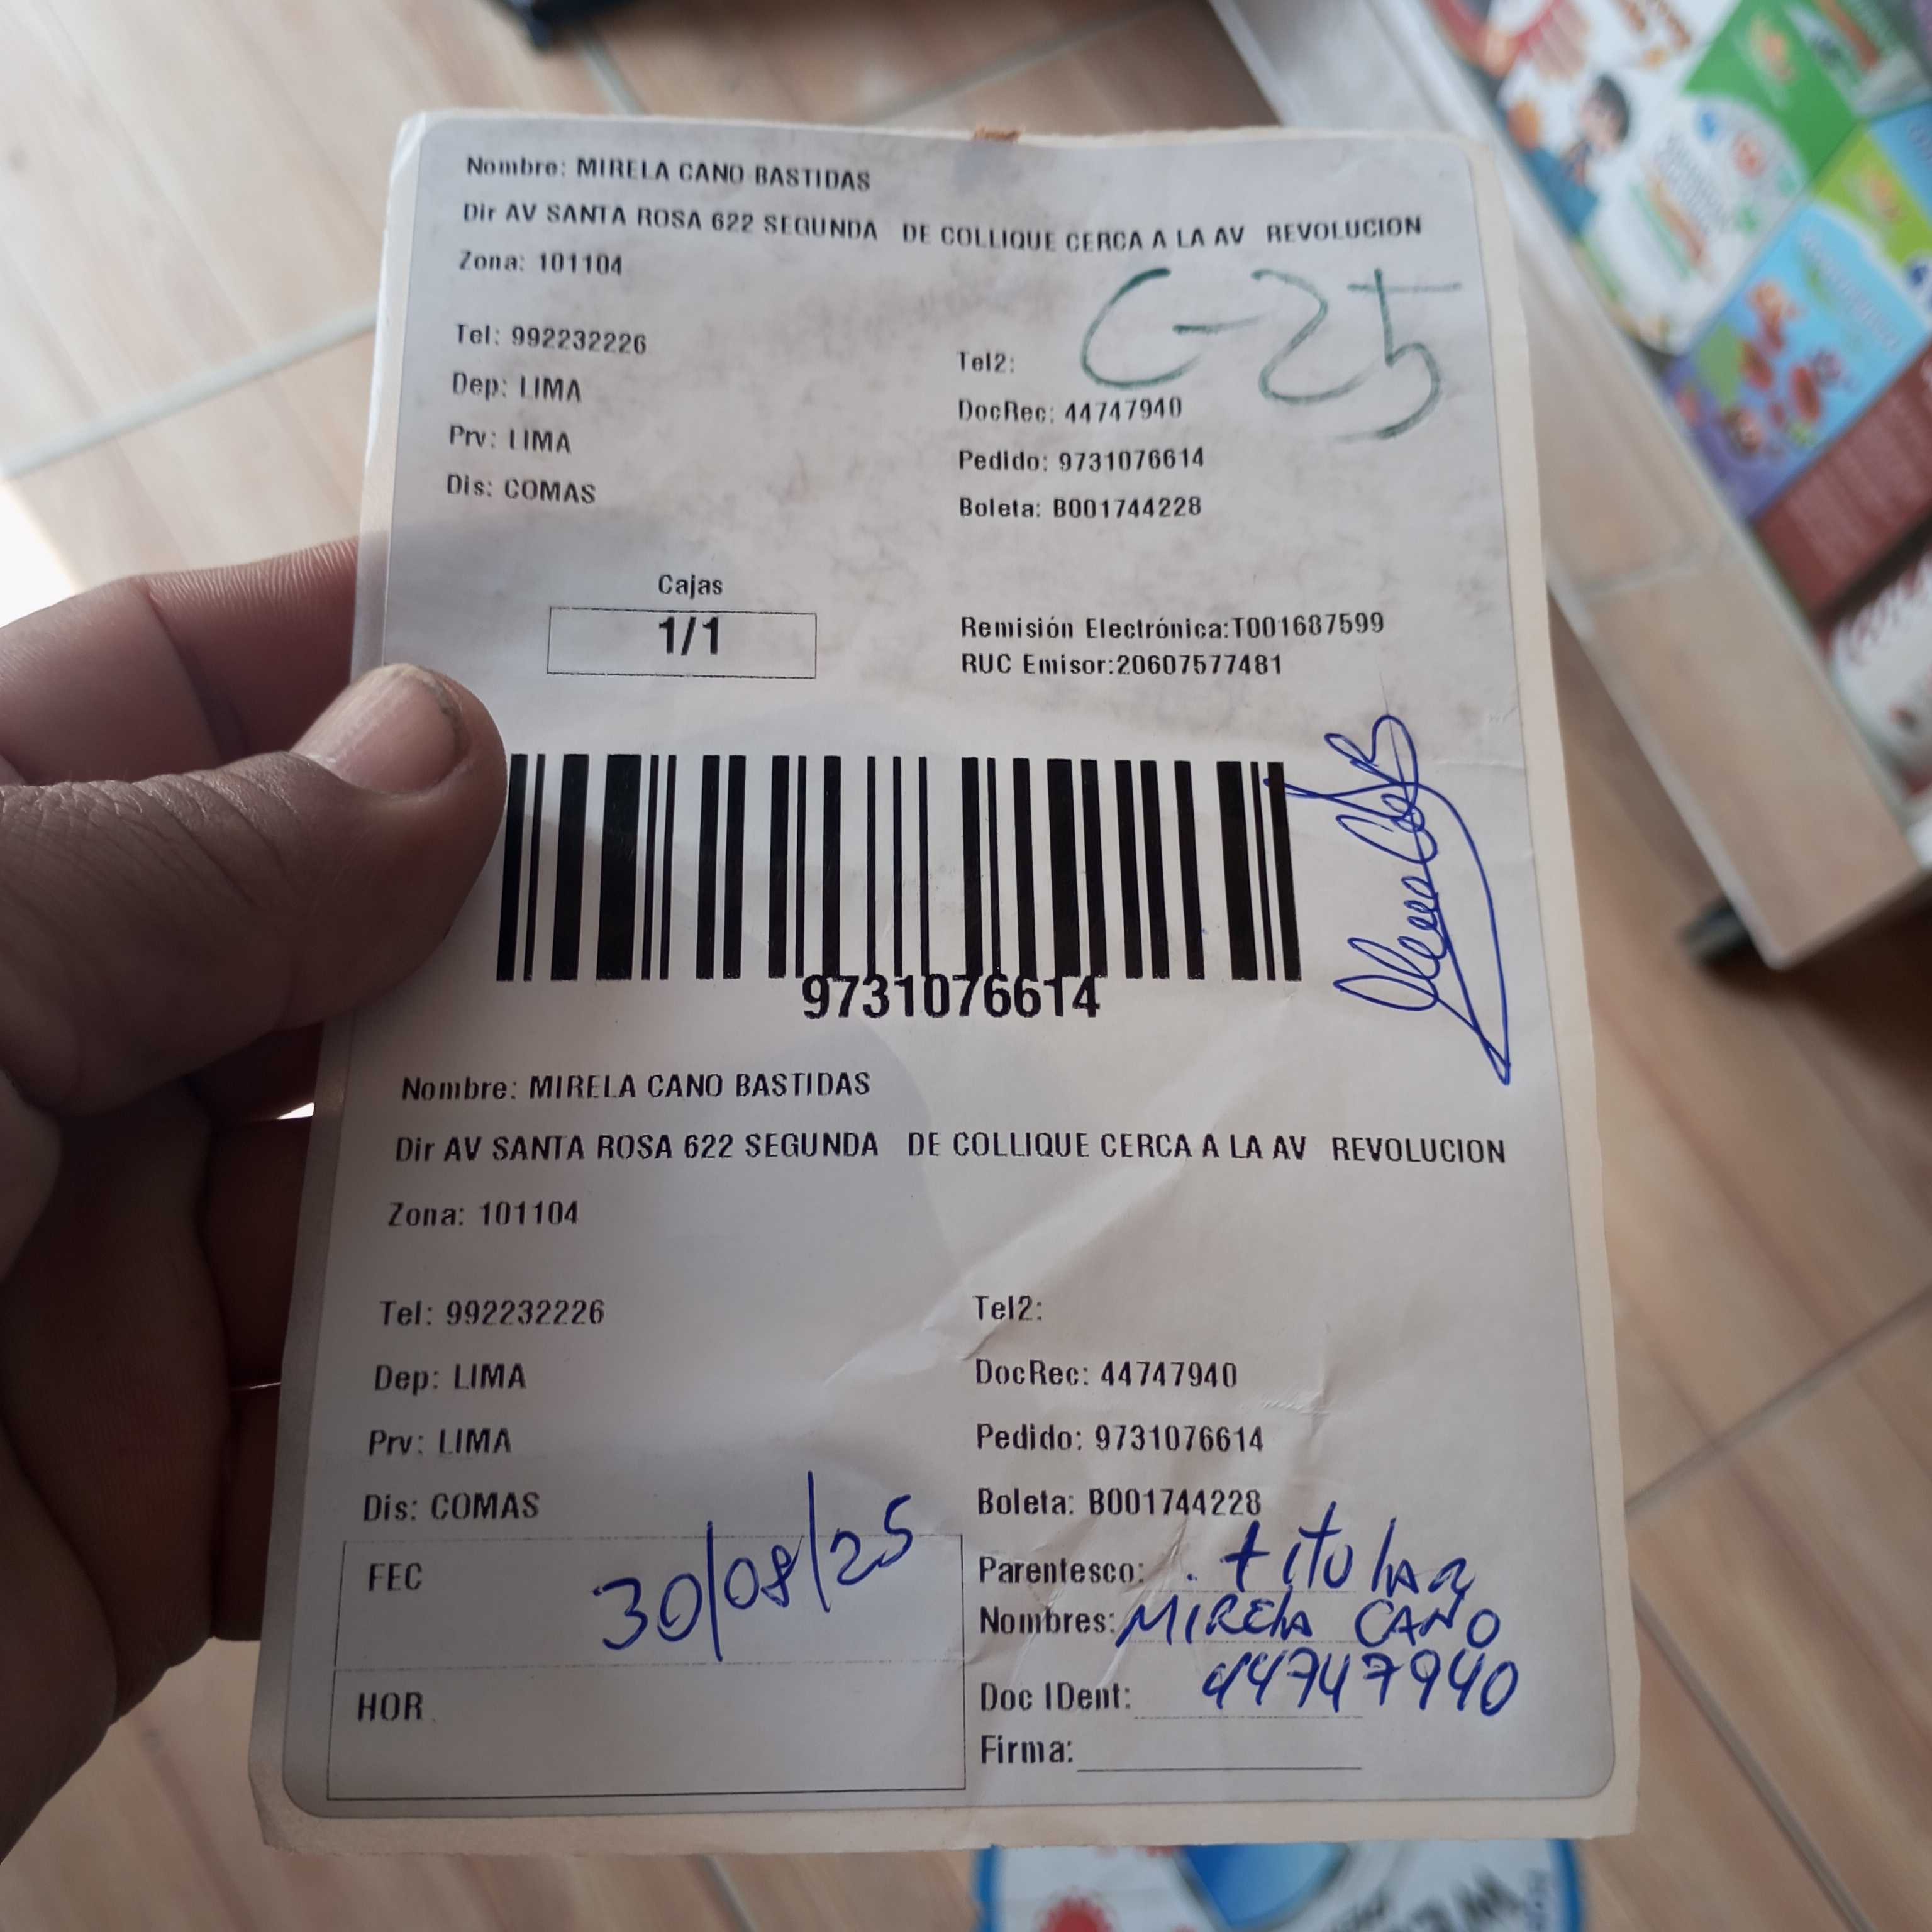 Nombre: MIRELA CANO BASTIDAS
Dir AV SANTA ROSA 622 SEGUNDA DE COLLIQUE CERCA A LA AV REVOLUCION
Zona: 101104
C-25
Tel: 992232226
Tel2:
Dep: LIMA
DocRec: 44747940
Prv: LIMA
Pedido: 9731076614
Dis: COMAS
Boleta: B001744228
Cajas
1/1
Remisión Electrónica:T001687599
RUC Emisor:20607577481
9731076614
Nombre: MIRELA CANO BASTIDAS
Dir AV SANTA ROSA 622 SEGUNDA DE COLLIQUE CERCA A LA AV REVOLUCION
Zona: 101104
Tel: 992232226
Tel2:
Dep: LIMA
DocRec: 44747940
Prv: LIMA
Pedido: 9731076614
Dis: COMAS
Boleta: B001744228
FEC 30/08/25
Parentesco: titular
Nombres: MIRELA CANO
HOR
Doc IDent: 44747940
Firma: